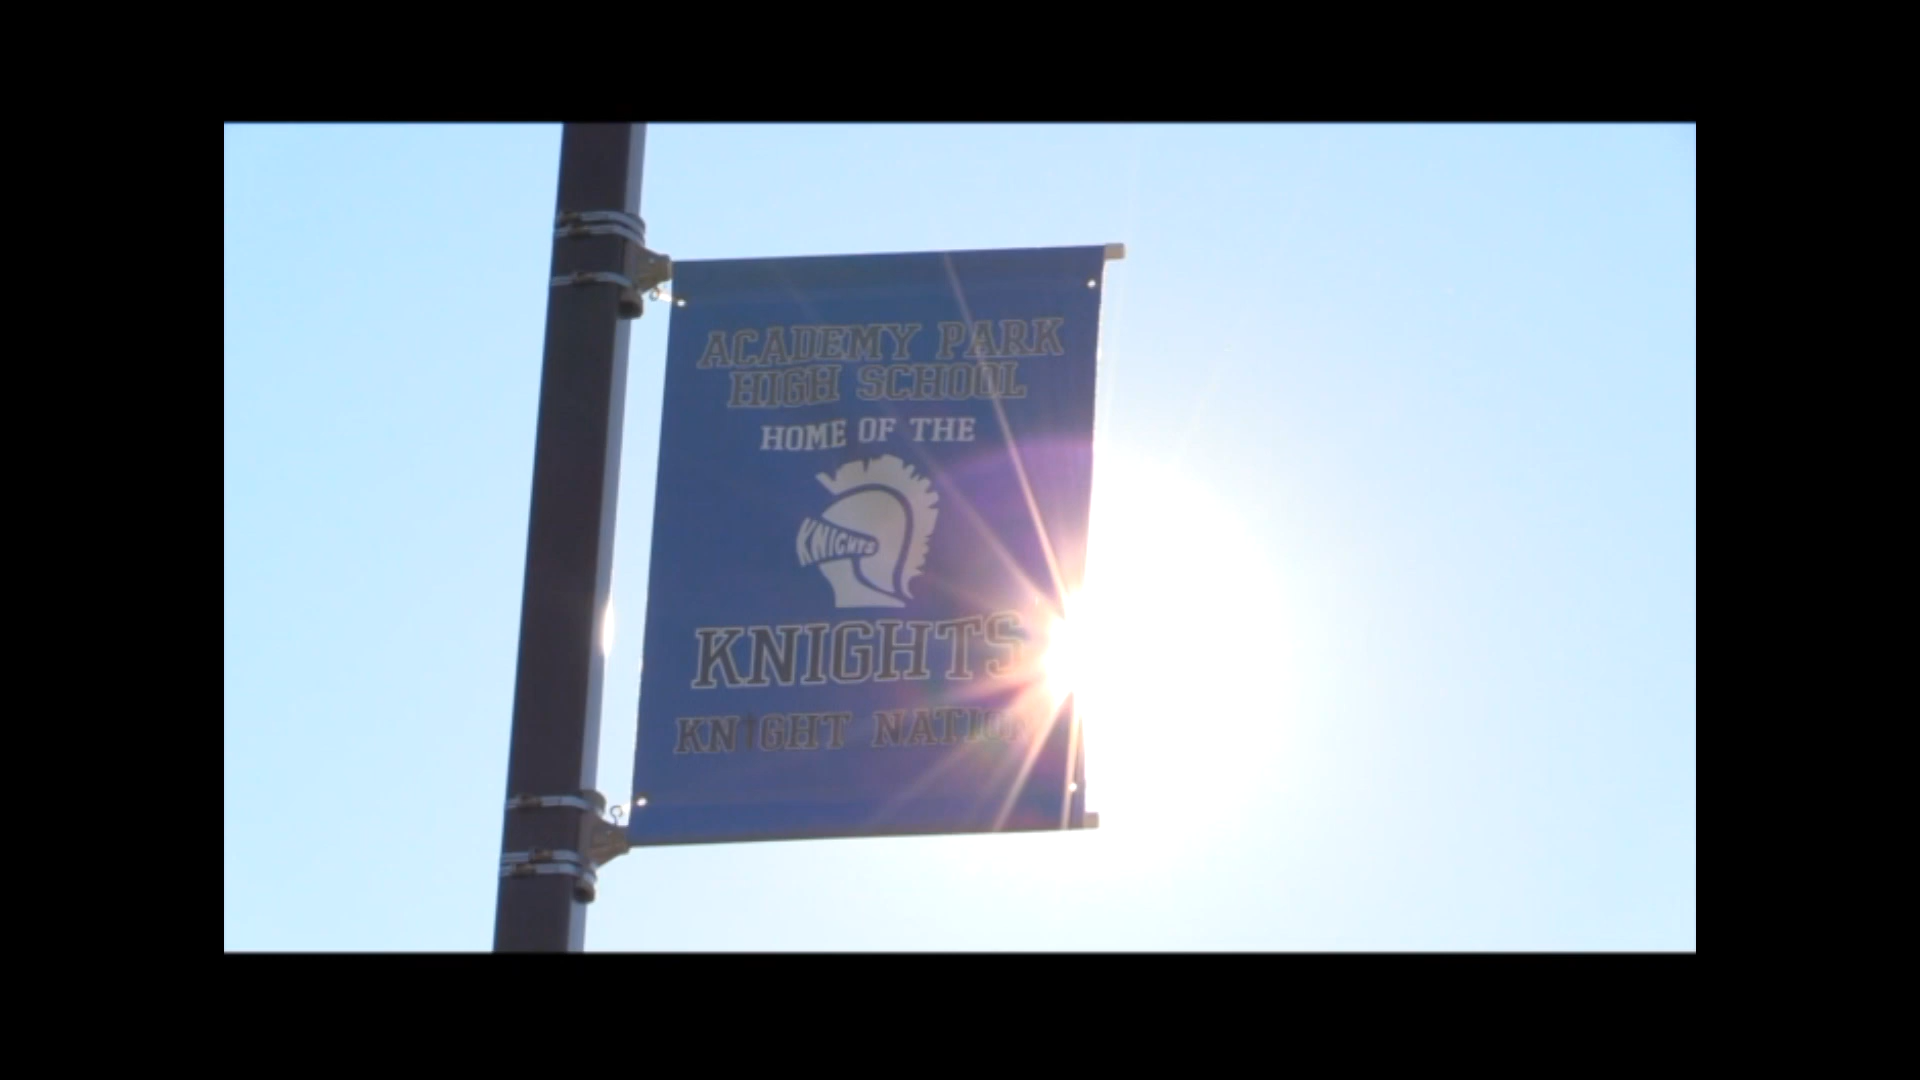 ACADEMY PARK
HIGH SCHOOL
HOME OF THE
KNIGHTS
KNIGHTS
KNIGHT NATION